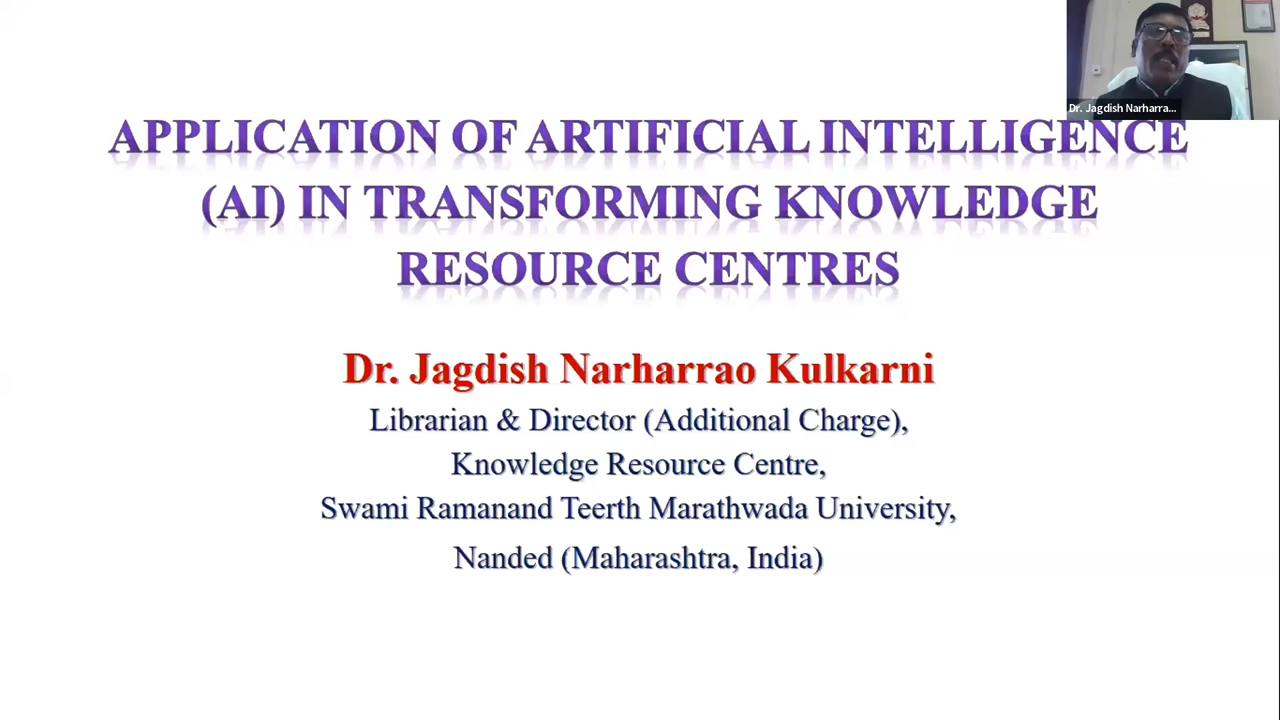 Dr. Jagdish Narharra...
APPLICATION OF ARTIFICIAL INTELLIGENCE
(AI) IN TRANSFORMING KNOWLEDGE
RESOURCE CENTRES
Dr. Jagdish Narharrao Kulkarni
Librarian & Director (Additional Charge),
Knowledge Resource Centre,
Swami Ramanand Teerth Marathwada University,
Nanded (Maharashtra, India)